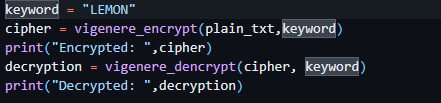 keyword = "LEMON"
cipher = vigenere_encrypt(plain_txt,keyword)
print("Encrypted: ",cipher)
decryption = vigenere_dencrypt(cipher, keyword)
print("Decrypted: ",decryption)